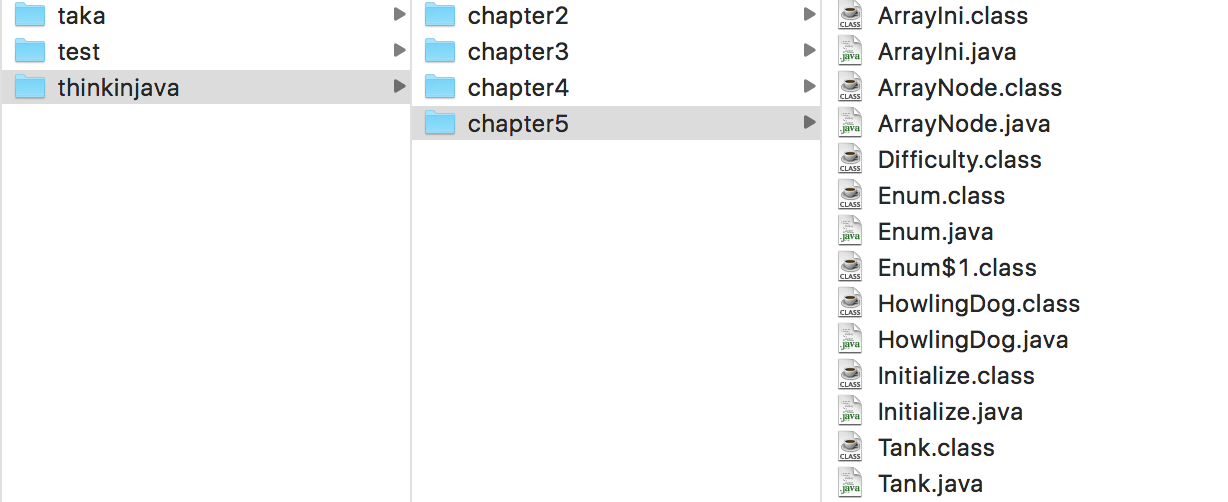 taka
test
thinkinjava
chapter2
chapter3
chapter4
chapter5
CLASS ArrayIni.class
.java ArrayIni.java
CLASS ArrayNode.class
.java ArrayNode.java
CLASS Difficulty.class
CLASS Enum.class
.java Enum.java
CLASS Enum$1.class
CLASS HowlingDog.class
.java HowlingDog.java
CLASS Initialize.class
.java Initialize.java
CLASS Tank.class
.java Tank.java